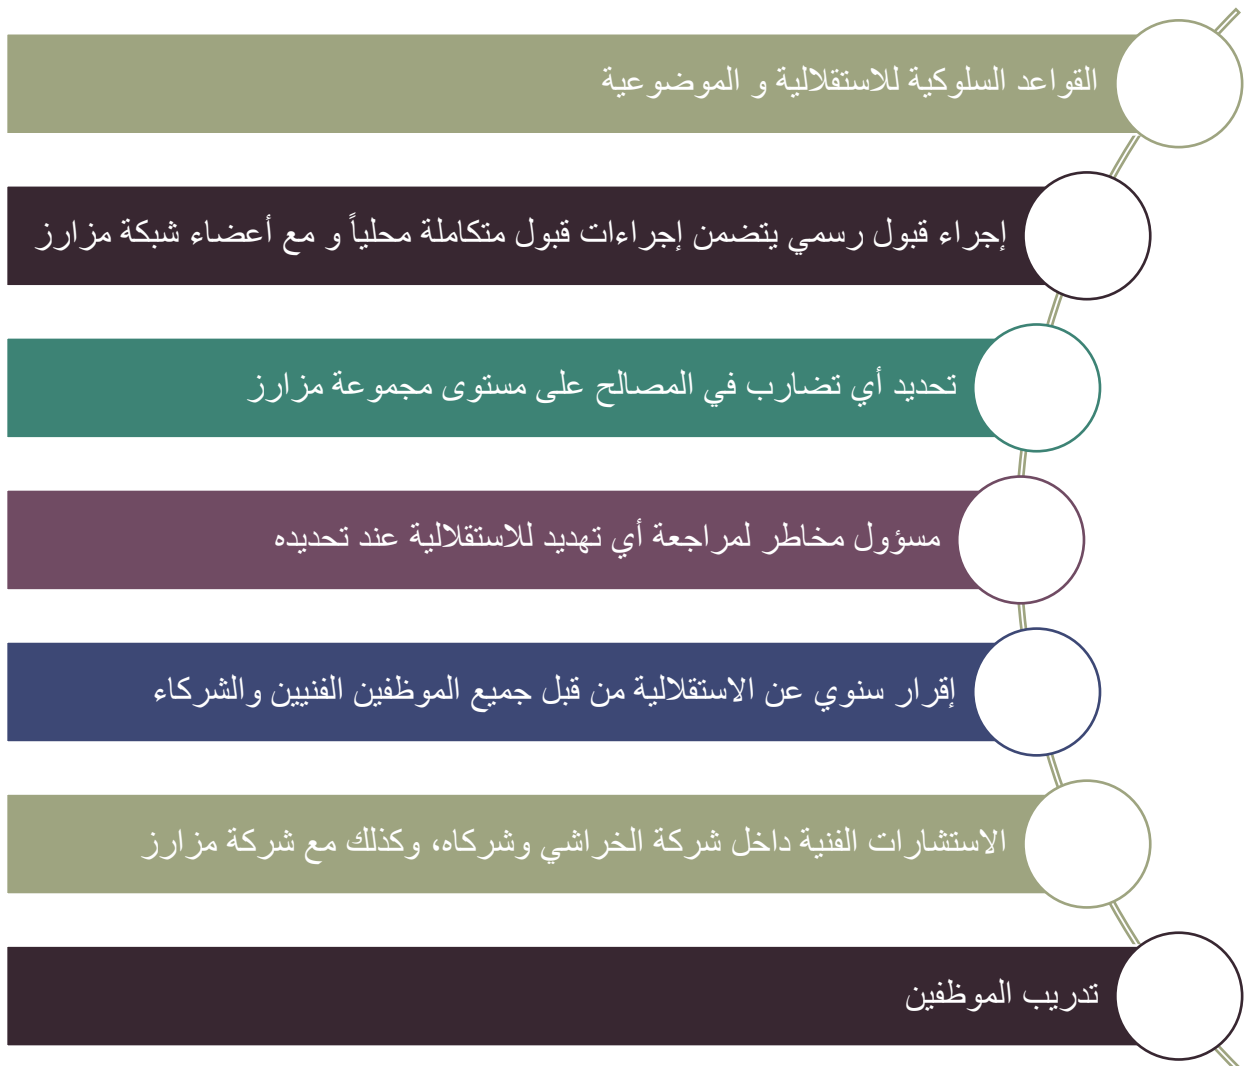 القواعد السلوكية للاستقلالية و الموضوعية
إجراء قبول رسمي يتضمن إجراءات قبول متكاملة محلياً و مع أعضاء شبكة مزارز
تحديد أي تضارب في المصالح على مستوى مجموعة مزارز
مسؤول مخاطر لمراجعة أي تهديد للاستقلالية عند تحديده
إقرار سنوي عن الاستقلالية من قبل جميع الموظفين الفنيين والشركاء
الاستشارات الفنية داخل شركة الخراشي وشركاه، وكذلك مع شركة مزارز
تدريب الموظفين